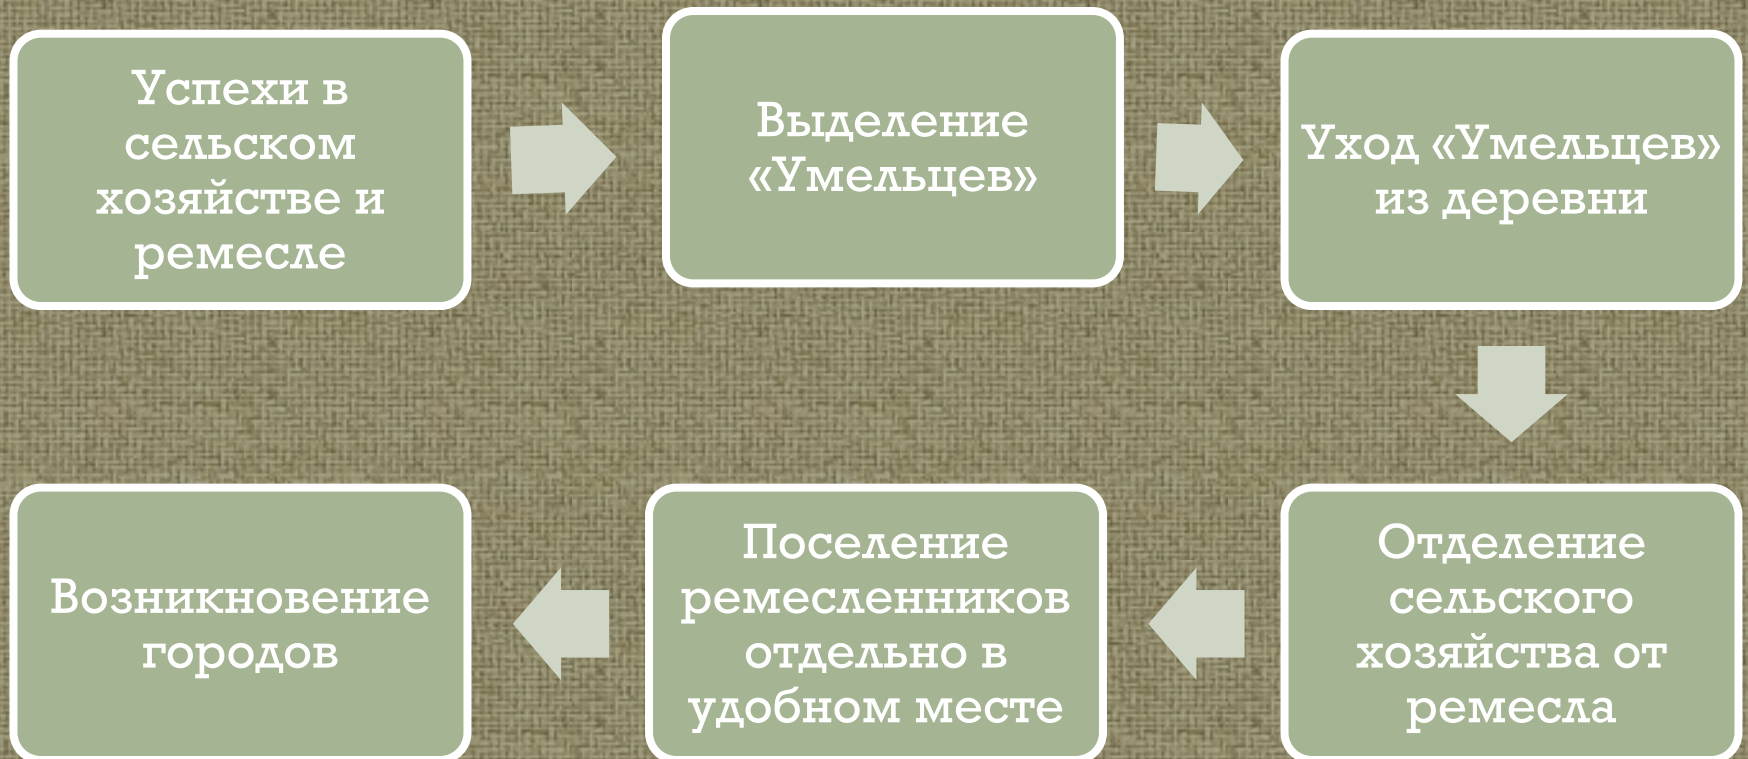 Успехи в
сельском
хозяйстве и
ремесле
Выделение
«Умельцев»
Уход «Умельцев»
из деревни
Отделение
сельского
хозяйства от
ремесла
Поселение
ремесленников
отдельно в
удобном месте
Возникновение
городов